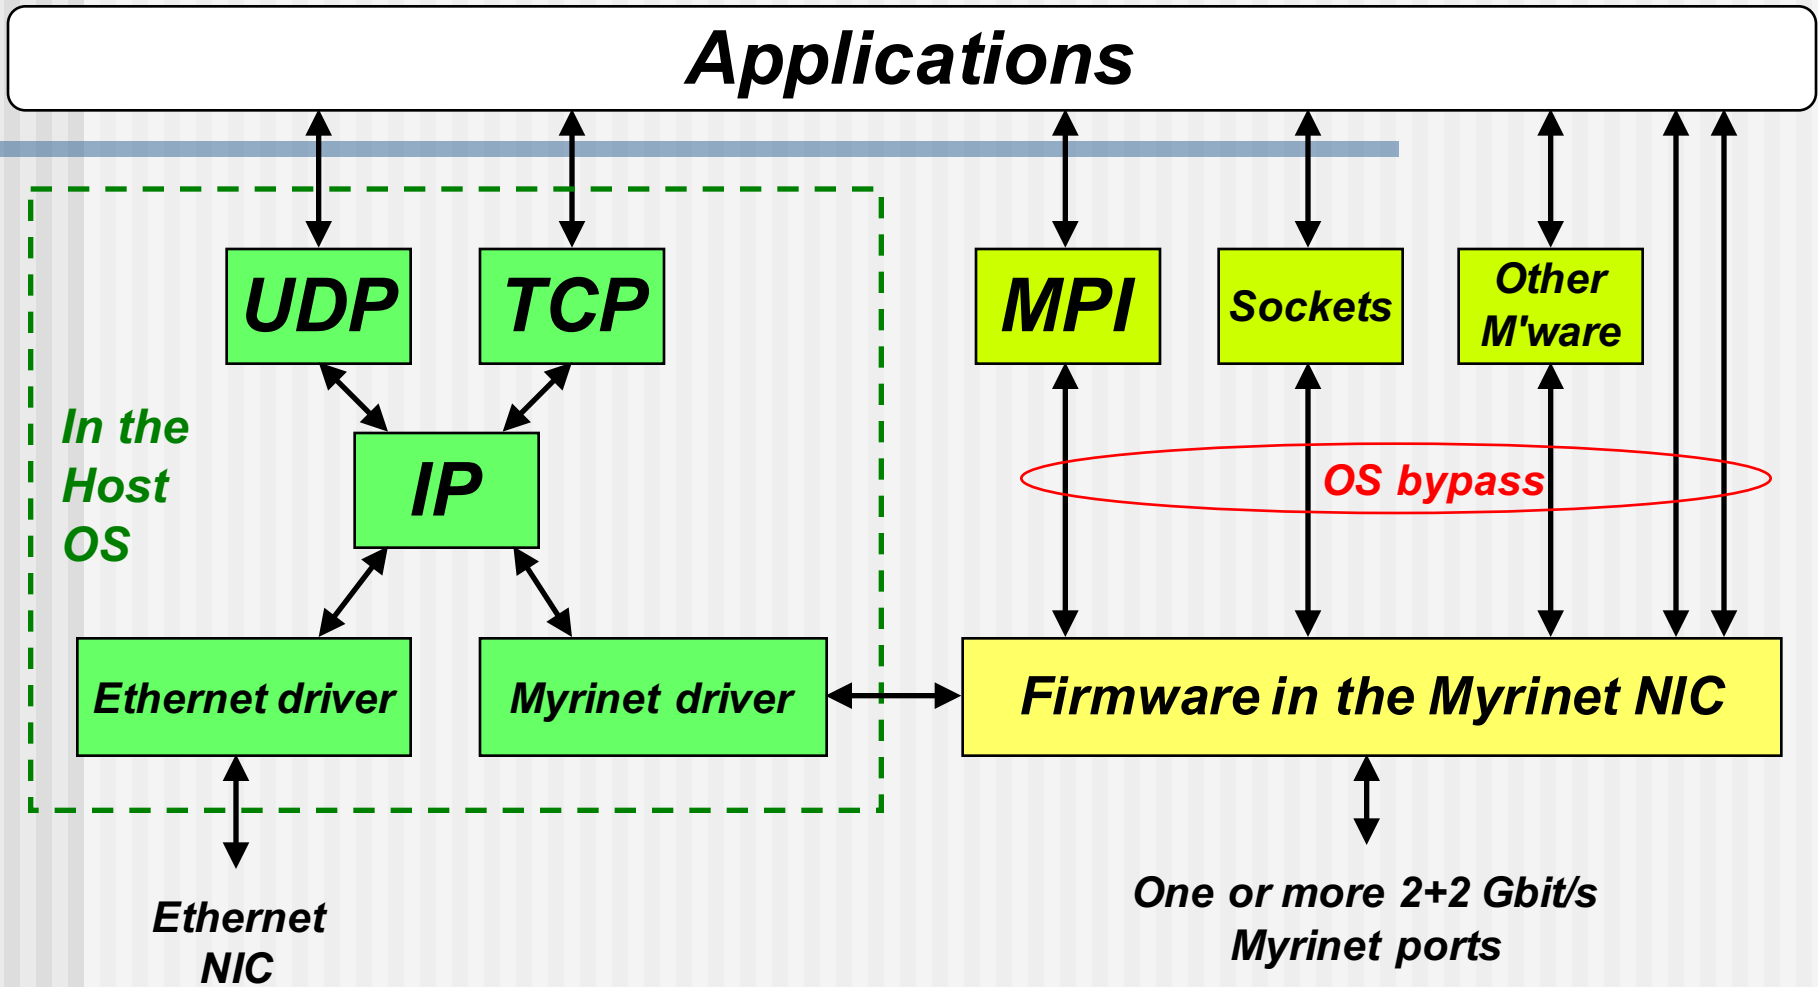 Applications
UDP
TCP
MPI
Sockets
Other
M'ware
In the
Host
OS
IP
OS bypass
Ethernet driver
Myrinet driver
Firmware in the Myrinet NIC
Ethernet
NIC
One or more 2+2 Gbit/s
Myrinet ports